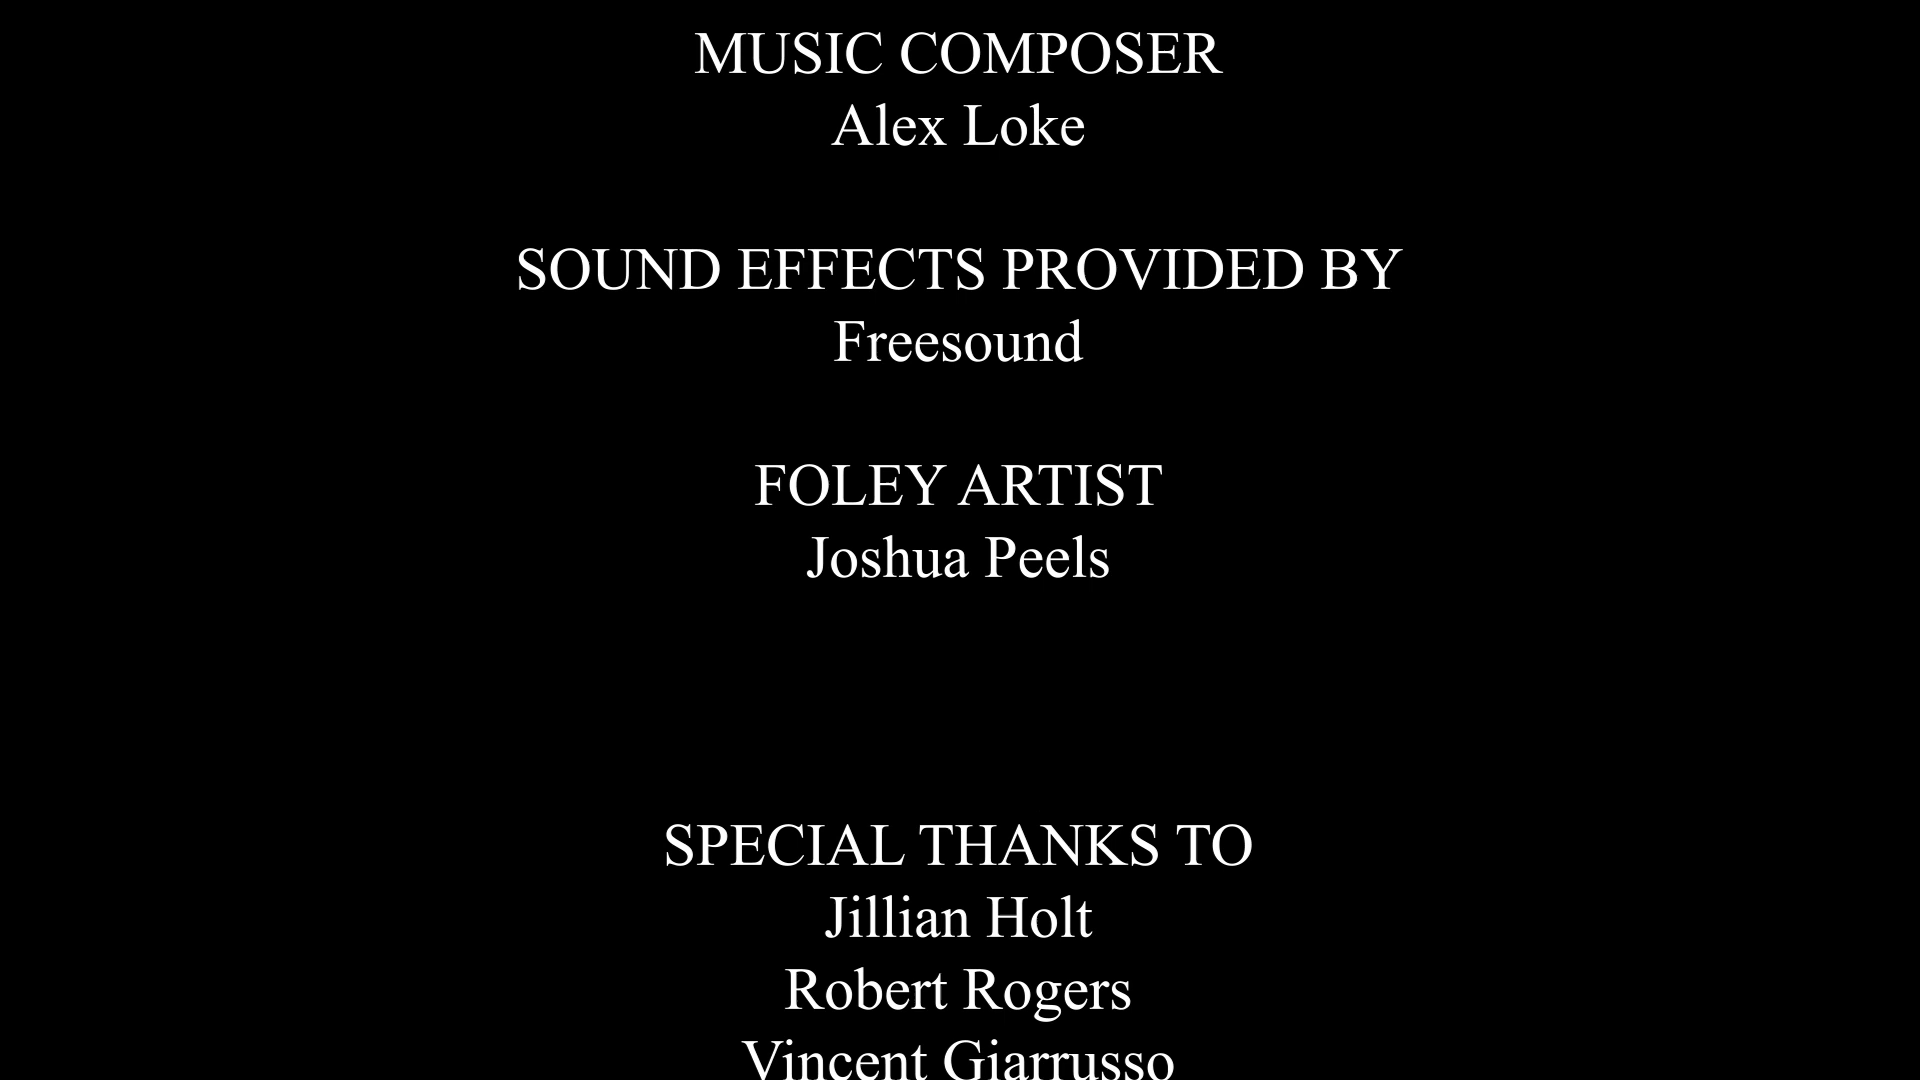 MUSIC COMPOSER
Alex Loke
SOUND EFFECTS PROVIDED BY
Freesound
FOLEY ARTIST
Joshua Peels
SPECIAL THANKS TO
Jillian Holt
Robert Rogers
Vincent Giarrusso